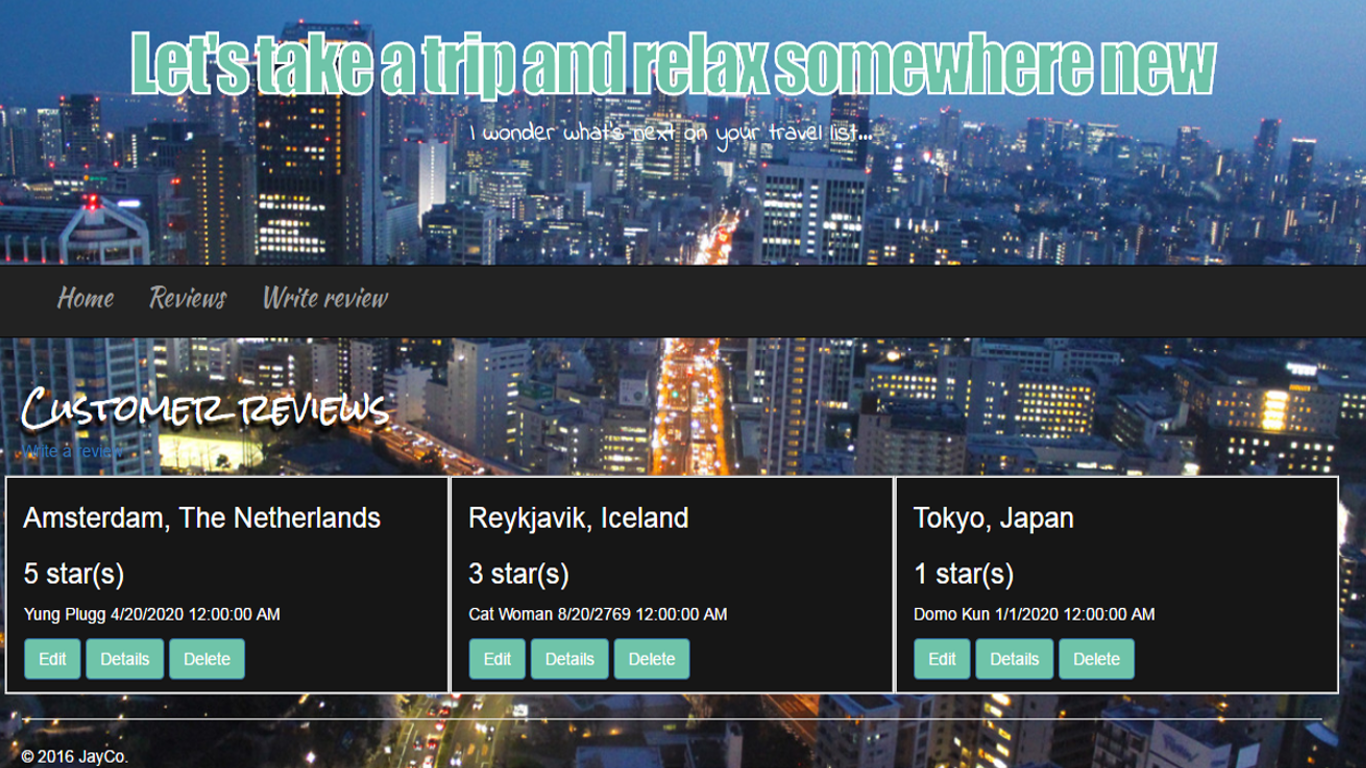 Let's take a trip and relax somewhere new
I wonder what's next on your travel list...
Home Reviews Write review
Customer reviews
Write a review
Amsterdam, The Netherlands
5 star(s)
Yung Plugg 4/20/2020 12:00:00 AM
Edit Details Delete
Reykjavik, Iceland
3 star(s)
Cat Woman 8/20/2769 12:00:00 AM
Edit Details Delete
Tokyo, Japan
1 star(s)
Domo Kun 1/1/2020 12:00:00 AM
Edit Details Delete
© 2016 JayCo.